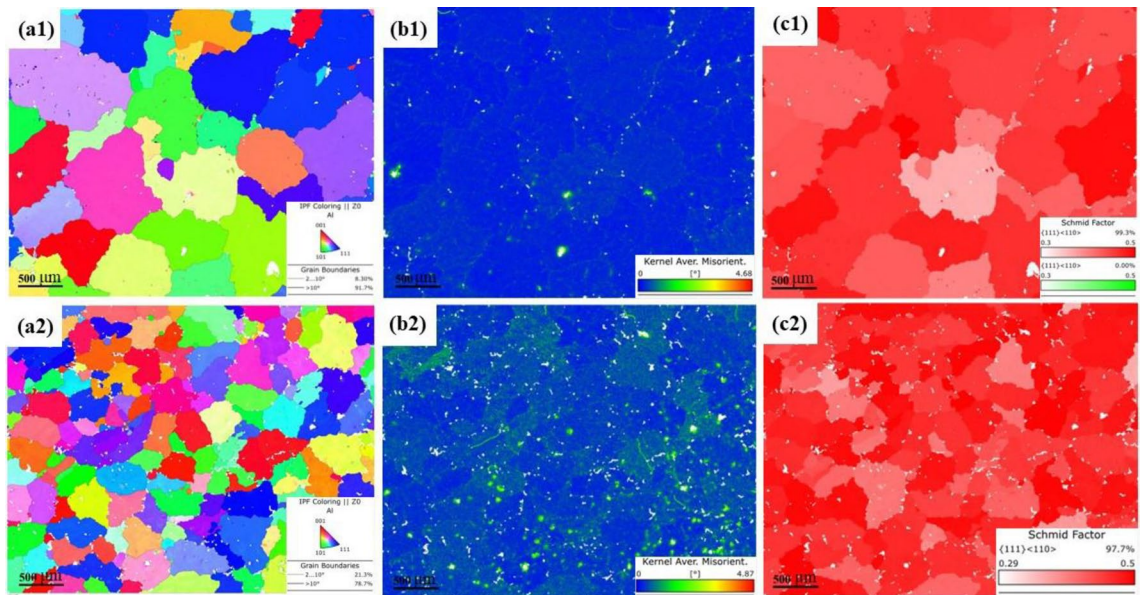 (a1)
IPF Coloring || Z0
Al
001
101 111
Grain Boundaries
2...10° 8.30%
>10° 91.7%
500 μm
(b1)
Kernel Aver. Misorient.
0 [°] 4.68
500 μm
(c1)
Schmid Factor
{111}<110> 99.3%
0.3 0.5
{111}<110> 0.00%
0.3 0.5
500 μm
(a2)
IPF Coloring || Z0
Al
001
101 111
Grain Boundaries
2...10° 21.3%
>10° 78.7%
500 μm
(b2)
Kernel Aver. Misorient.
0 [°] 4.87
500 μm
(c2)
Schmid Factor
{111}<110> 97.7%
0.29 0.5
500 μm